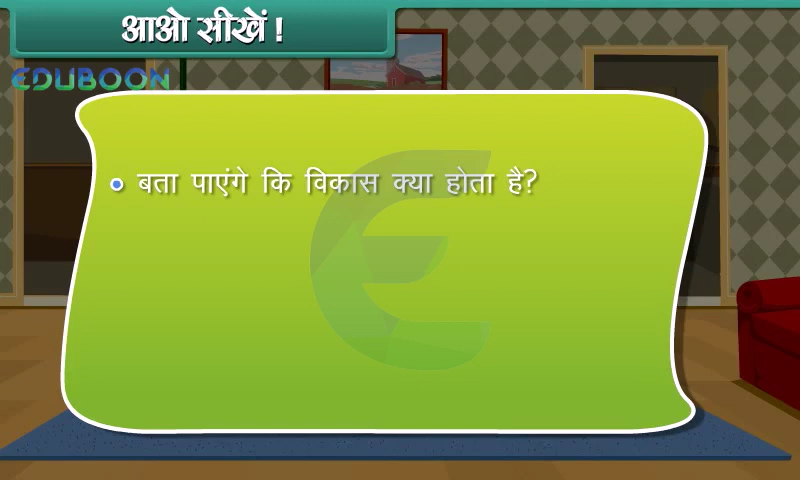 आओ सीखें!
EDUBOON
बता पाएंगे कि विकास क्या होता है?